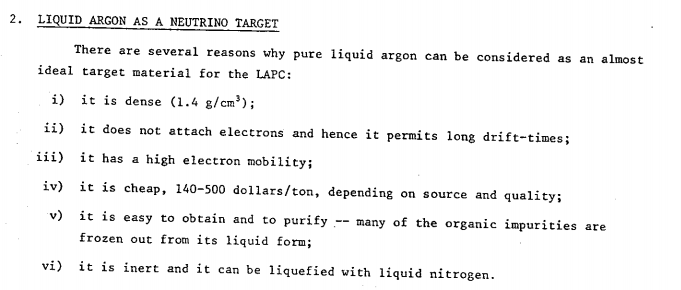 2. LIQUID ARGON AS A NEUTRINO TARGET
There are several reasons why pure liquid argon can be considered as an almost
ideal target material for the LAPC:
i) it is dense (1.4 g/cm³);
ii) it does not attach electrons and hence it permits long drift-times;
iii) it has a high electron mobility;
iv) it is cheap, 140-500 dollars/ton, depending on source and quality;
v) it is easy to obtain and to purify -- many of the organic impurities are
frozen out from its liquid form;
vi) it is inert and it can be liquefied with liquid nitrogen.